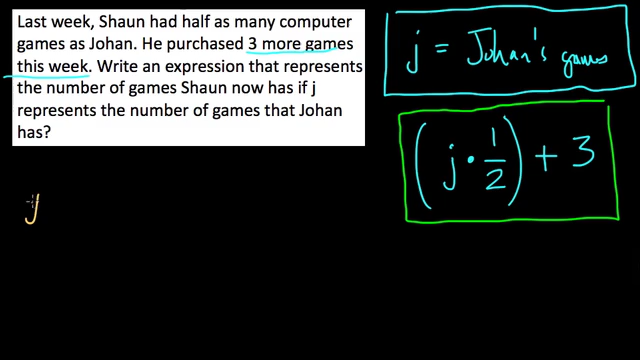 Last week, Shaun had half as many computer
games as Johan. He purchased 3 more games
this week. Write an expression that represents
the number of games Shaun now has if j
represents the number of games that Johan
has?
j = Johan's games
(j · 1/2) + 3
j